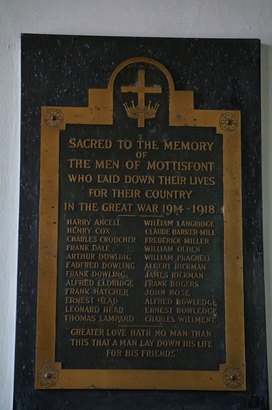 SACRED TO THE MEMORY
OF
THE MEN OF MOTTISFONT
WHO LAID DOWN THEIR LIVES
FOR THEIR COUNTRY
IN THE GREAT WAR 1914-1918
HARRY ANCELL
HENRY COX
CHARLES CROUCHER
FRANK DALE
ARTHUR DOWLING
EADFRED DOWLING
FRANK DOWLING
ALFRED ELDRIDGE
FRANK HATCHER
ERNEST HEAD
LEONARD HEAD
THOMAS LAMPARD
WILLIAM LANGRIDGE
CLAUDE BARKER-MILL
FREDERICK MILLER
WILLIAM OLDEN
WILLIAM PRAGNELL
ALBERT RICKMAN
JAMES RICKMAN
FRANK ROGERS
JOHN ROSE
ALFRED ROWLEDGE
ERNEST ROWLEDGE
CHARLES WILLMENT
GREATER LOVE HATH NO MAN THAN
THIS THAT A MAN LAY DOWN HIS LIFE
FOR HIS FRIENDS